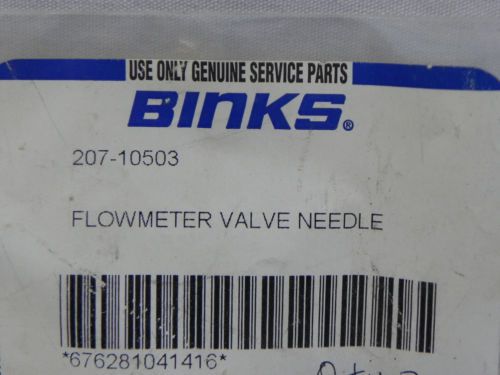 USE ONLY GENUINE SERVICE PARTS
BINKS®
207-10503
FLOWMETER VALVE NEEDLE
*676281041416*